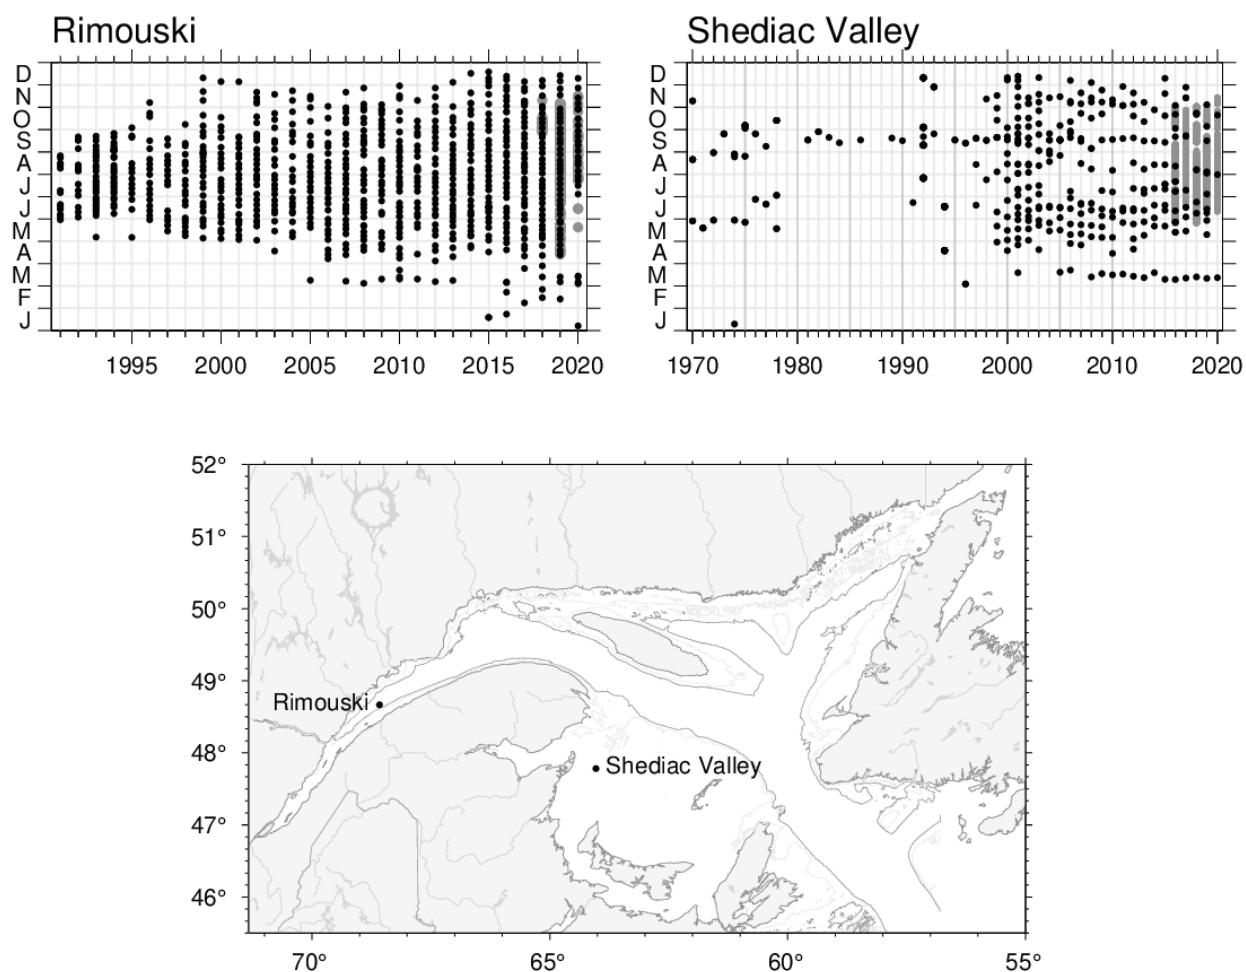 Rimouski
Shediac Valley
D
N
O
S
A
J
J
M
A
M
F
J
1995 2000 2005 2010 2015 2020
D
N
O
S
A
J
J
M
A
M
F
J
1970 1980 1990 2000 2010 2020
52°
51°
50°
49°
48°
47°
46°
Rimouski
Shediac Valley
70° 65° 60° 55°